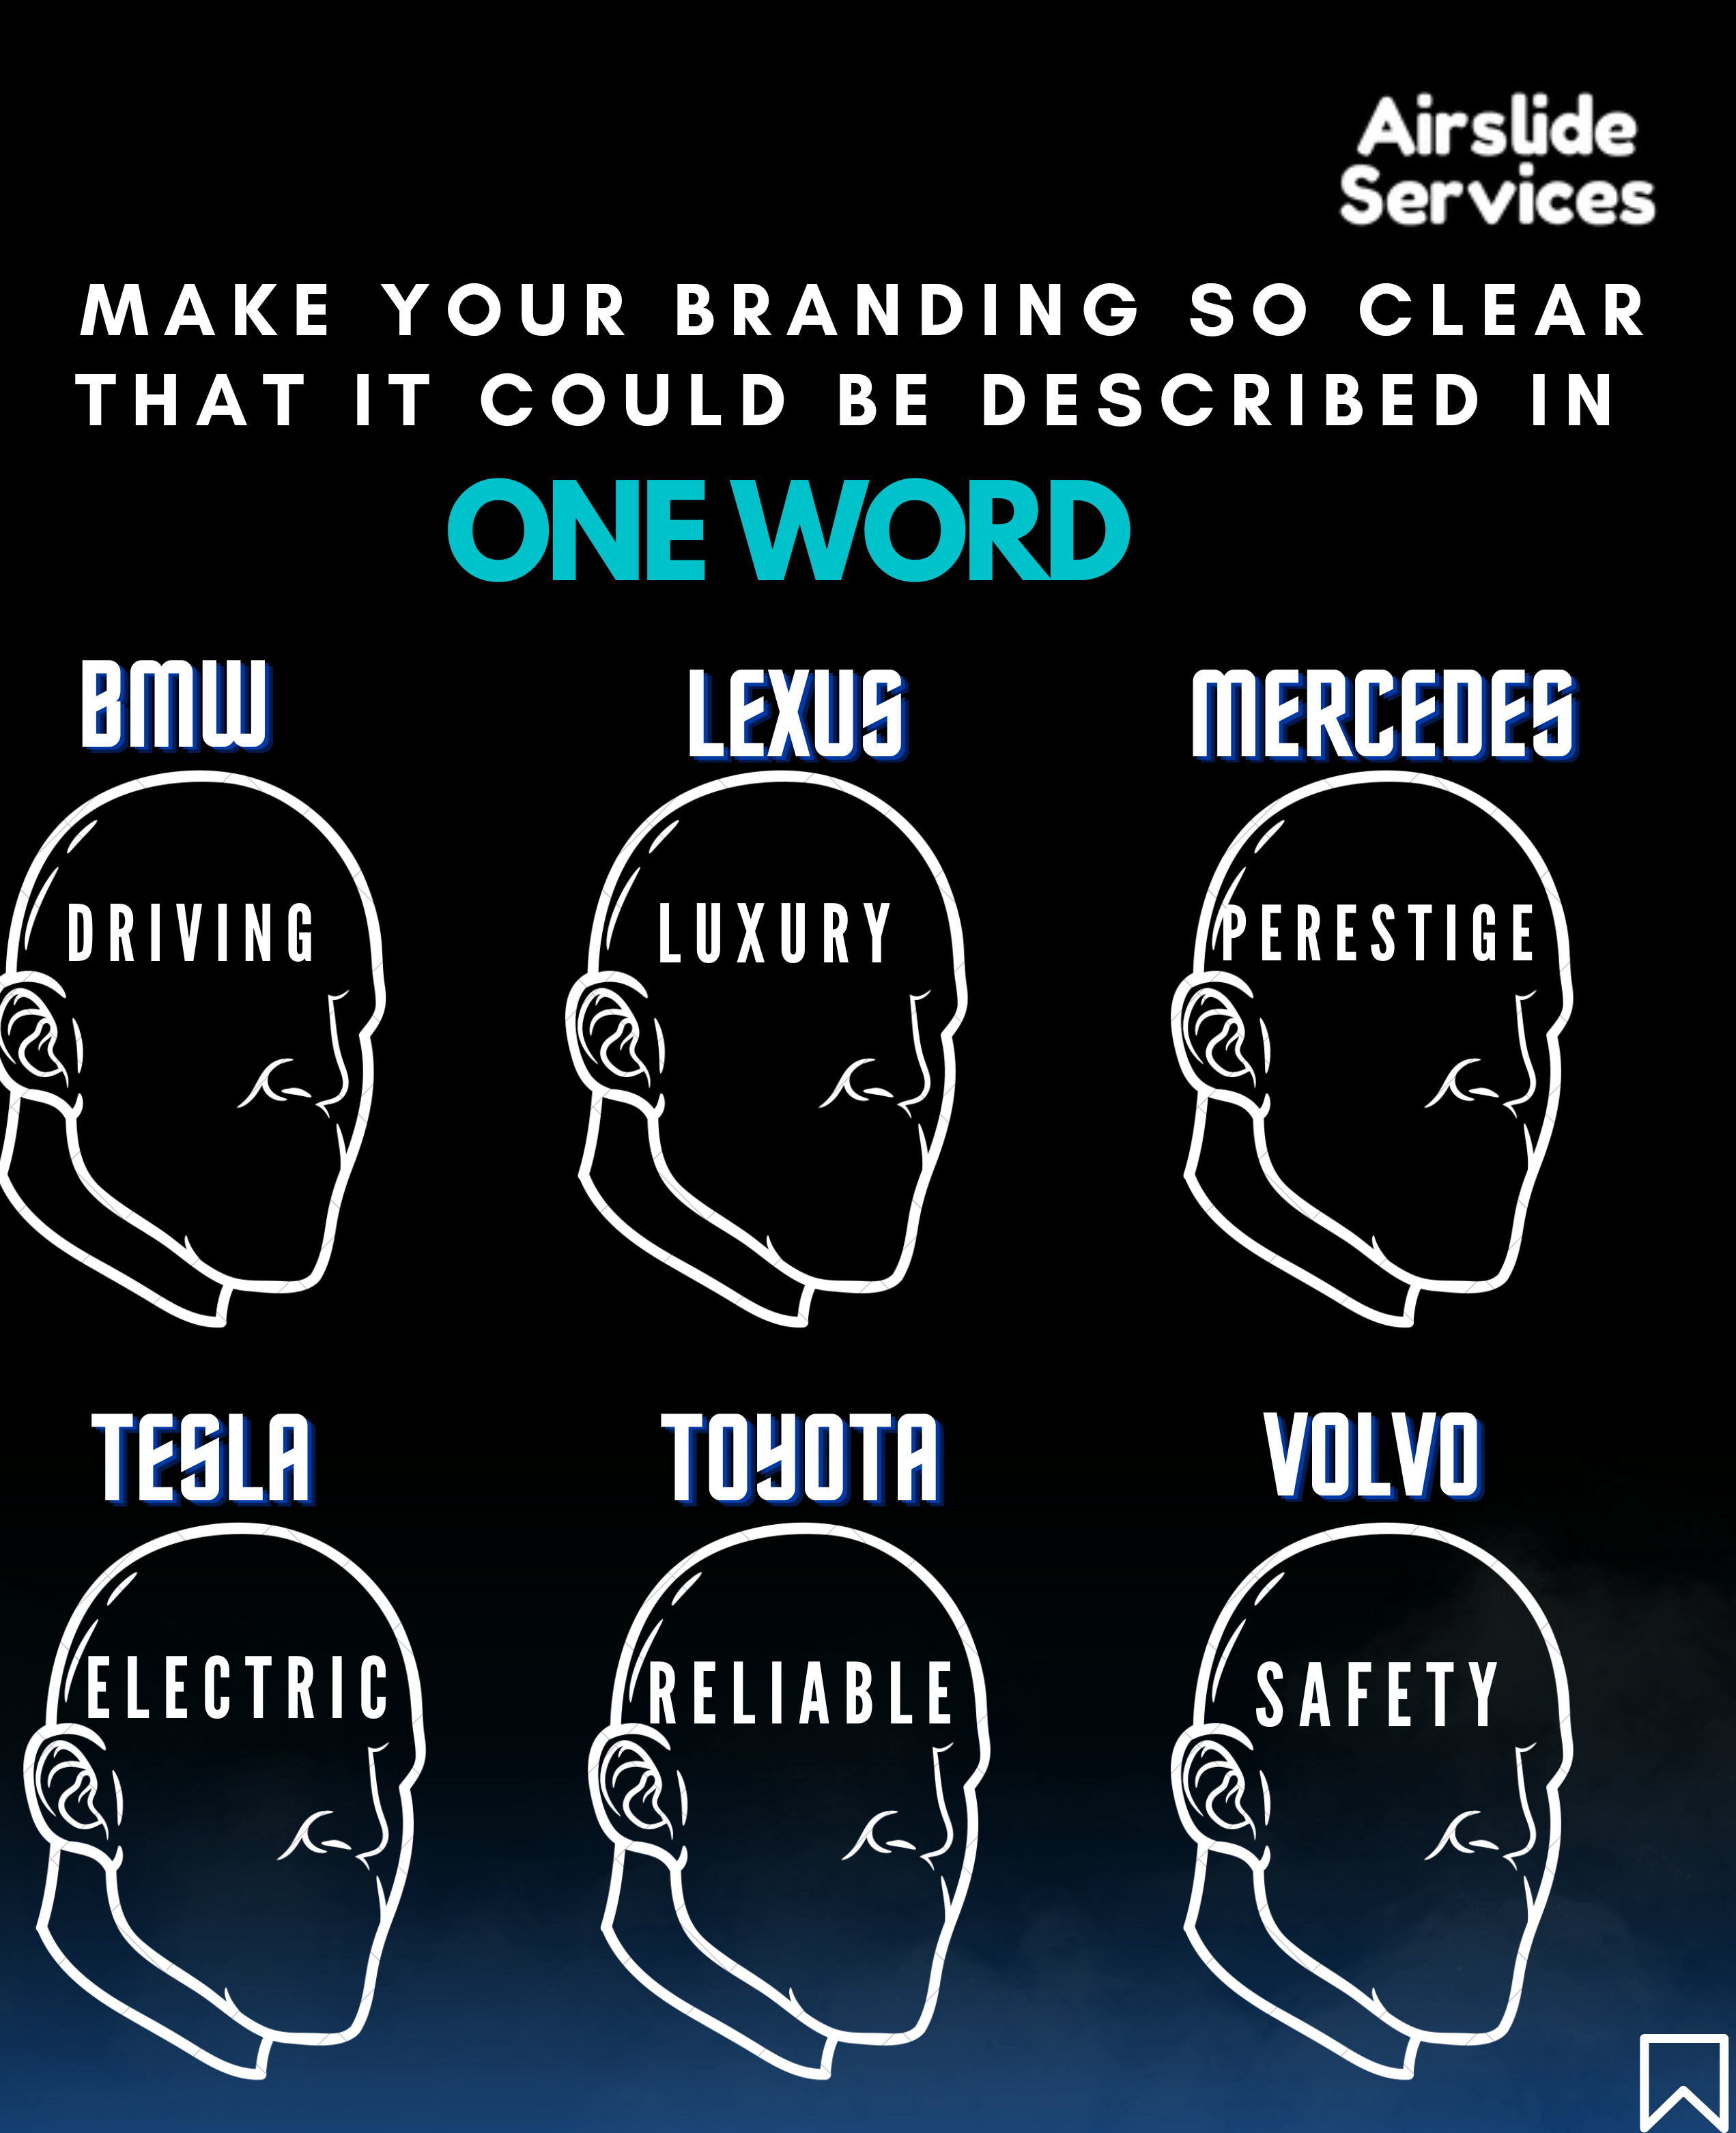 Airslide
Services
MAKE YOUR BRANDING SO CLEAR
THAT IT COULD BE DESCRIBED IN
ONE WORD
BMW
LEXUS
MERCEDES
DRIVING
LUXURY
PERESTIGE
TESLA
TOYOTA
VOLVO
ELECTRIC
RELIABLE
SAFETY